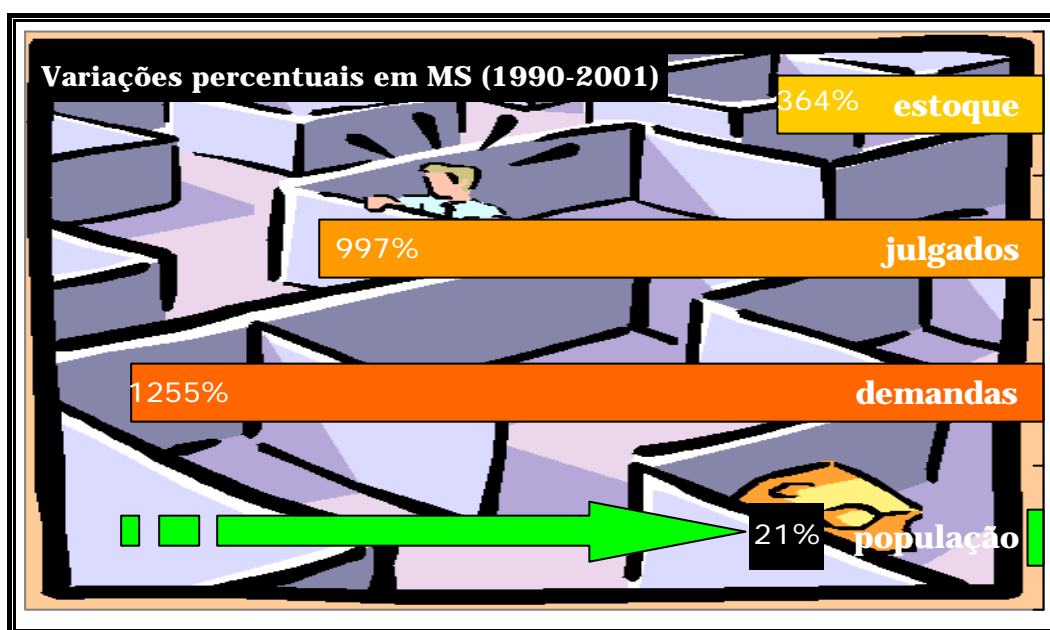 Variações percentuais em MS (1990-2001)
364% estoque
997% julgados
1255% demandas
21% população